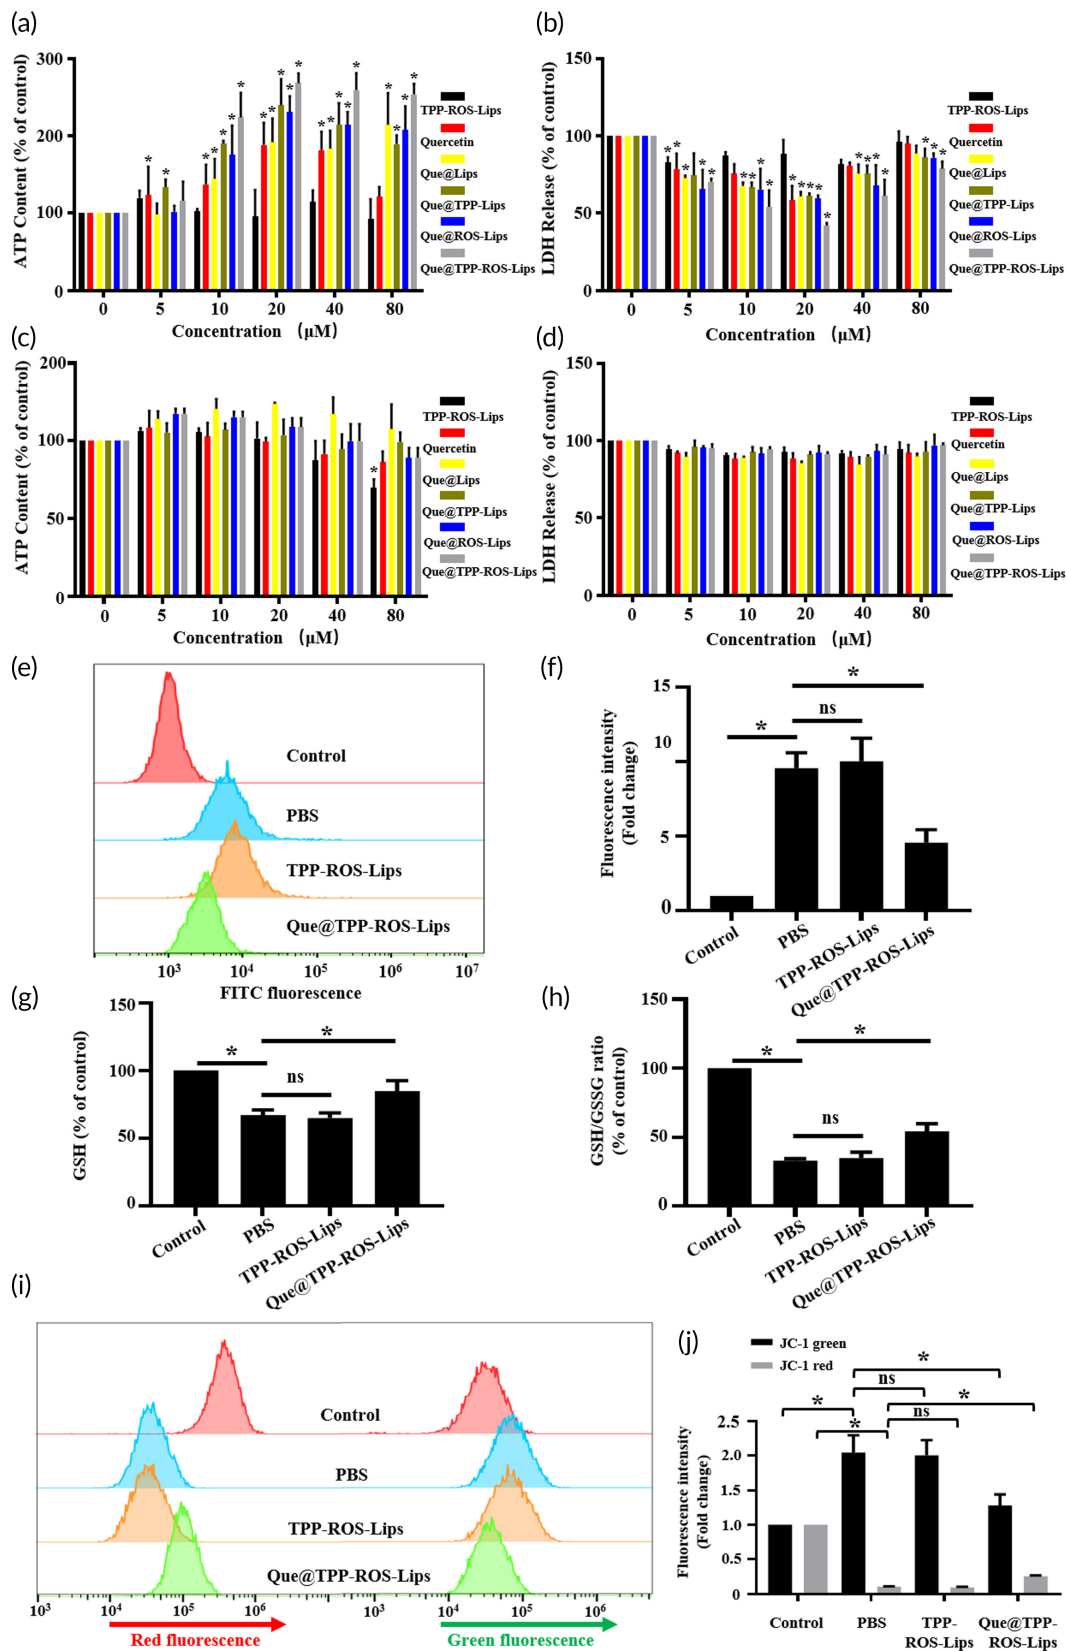 (a)
ATP Content (% of control)
300
200
100
0
* * * * * * * * * * * * * * * * * * * * *
0 5 10 20 40 80
Concentration (μM)
TPP-ROS-Lips
Quercetin
Que@Lips
Que@TPP-Lips
Que@ROS-Lips
Que@TPP-ROS-Lips
(b)
LDH Release (% of control)
150
100
50
0
0 5 10 20 40 80
Concentration (μM)
TPP-ROS-Lips
Quercetin
Que@Lips
Que@TPP-Lips
Que@ROS-Lips
Que@TPP-ROS-Lips
(c)
ATP Content (% of control)
200
100
50
0
*
0 5 10 20 40 80
Concentration (μM)
TPP-ROS-Lips
Quercetin
Que@Lips
Que@TPP-Lips
Que@ROS-Lips
Que@TPP-ROS-Lips
(d)
LDH Release (% of control)
150
100
50
0
0 5 10 20 40 80
Concentration (μM)
TPP-ROS-Lips
Quercetin
Que@Lips
Que@TPP-Lips
Que@ROS-Lips
Que@TPP-ROS-Lips
(e)
Control
PBS
TPP-ROS-Lips
Que@TPP-ROS-Lips
10³ 10⁴ 10⁵ 10⁶ 10⁷
FITC fluorescence
(f)
Fluorescence intensity
(Fold change)
15
10
5
0
*
ns
*
Control
PBS
TPP-ROS-Lips
Que@TPP-ROS-Lips
(g)
GSH (% of control)
150
100
50
0
*
*
ns
Control
PBS
TPP-ROS-Lips
Que@TPP-ROS-Lips
(h)
GSH/GSSG ratio
(% of control)
150
100
50
0
*
*
ns
Control
PBS
TPP-ROS-Lips
Que@TPP-ROS-Lips
(i)
Control
PBS
TPP-ROS-Lips
Que@TPP-ROS-Lips
10³ 10⁴ 10⁵ 10⁶ 10³ 10⁴ 10⁵ 10⁶
Red fluorescence
Green fluorescence
(j)
JC-1 green
JC-1 red
*
ns
* *
ns
*
Fluorescence intensity
(Fold change)
2.5
2.0
1.5
1.0
0.5
0
Control
PBS
TPP-
ROS-Lips
Que@TPP-
ROS-Lips